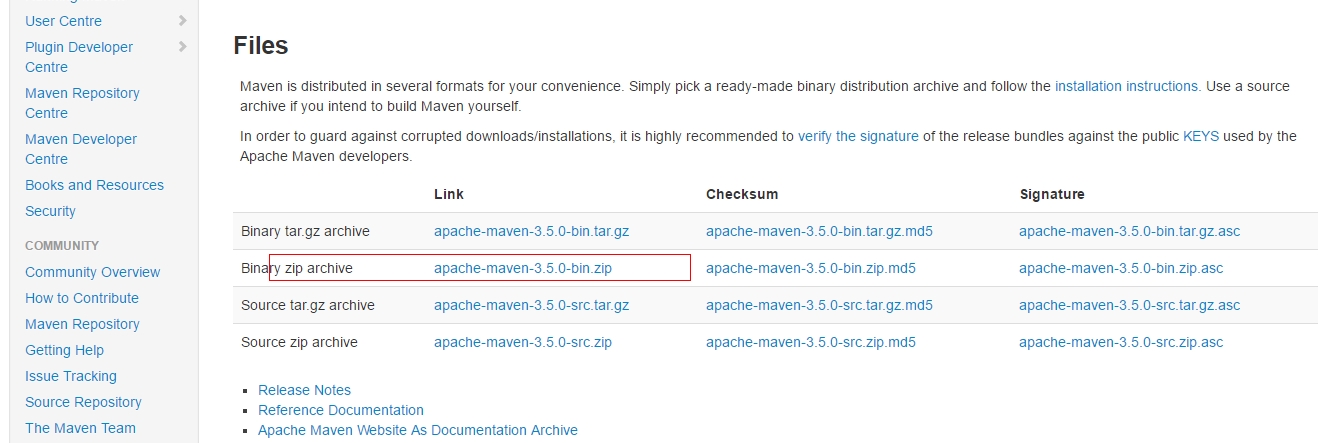 User Centre
Plugin Developer
Centre
Maven Repository
Centre
Maven Developer
Centre
Books and Resources
Security
COMMUNITY
Community Overview
How to Contribute
Maven Repository
Getting Help
Issue Tracking
Source Repository
The Maven Team
Files
Maven is distributed in several formats for your convenience. Simply pick a ready-made binary distribution archive and follow the installation instructions. Use a source
archive if you intend to build Maven yourself.
In order to guard against corrupted downloads/installations, it is highly recommended to verify the signature of the release bundles against the public KEYS used by the
Apache Maven developers.
Link Checksum Signature
Binary tar.gz archive apache-maven-3.5.0-bin.tar.gz apache-maven-3.5.0-bin.tar.gz.md5 apache-maven-3.5.0-bin.tar.gz.asc
Binary zip archive apache-maven-3.5.0-bin.zip apache-maven-3.5.0-bin.zip.md5 apache-maven-3.5.0-bin.zip.asc
Source tar.gz archive apache-maven-3.5.0-src.tar.gz apache-maven-3.5.0-src.tar.gz.md5 apache-maven-3.5.0-src.tar.gz.asc
Source zip archive apache-maven-3.5.0-src.zip apache-maven-3.5.0-src.zip.md5 apache-maven-3.5.0-src.zip.asc
Release Notes
Reference Documentation
Apache Maven Website As Documentation Archive